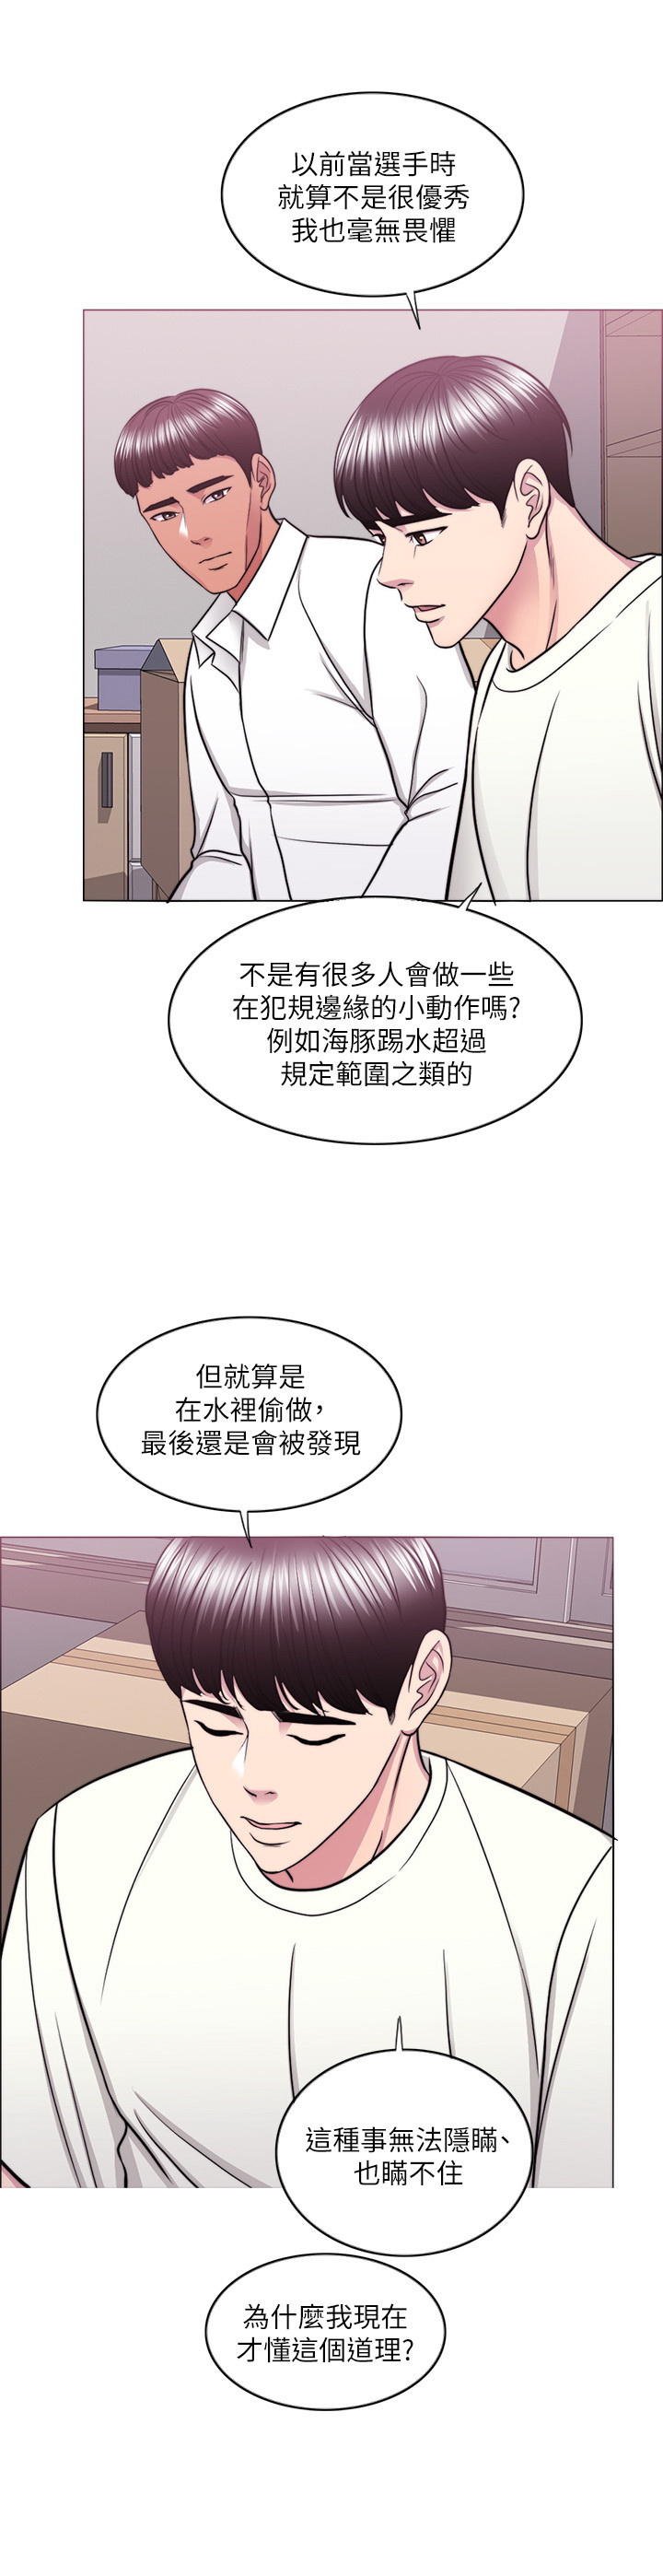 以前當選手時
就算不是很優秀
我也毫無畏懼
不是有很多人會做一些
在犯規邊緣的小動作嗎?
例如海豚踢水超過
規定範圍之類的
但就算是
在水裡偷做，
最後還是會被發現
這種事無法隱瞞、
也瞞不住
為什麼我現在
才懂這個道理?